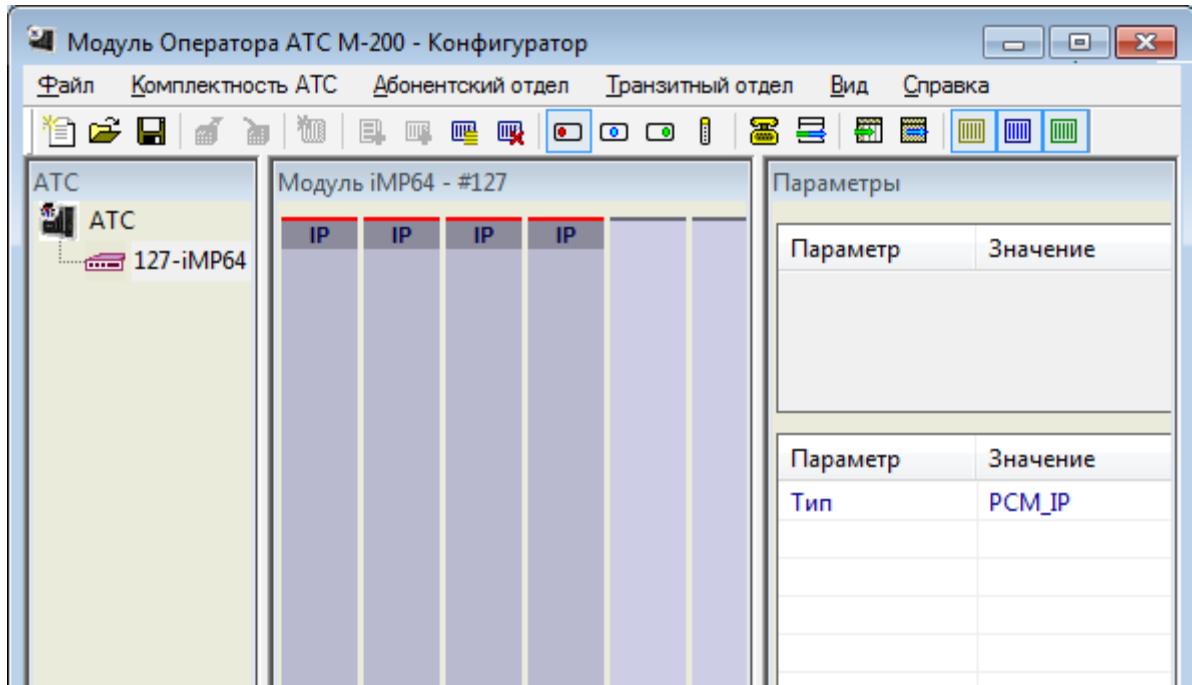 Модуль Оператора АТС М-200 - Конфигуратор
Файл Комплектность АТС Абонентский отдел Транзитный отдел Вид Справка
АТС
АТС
127-iMP64
Модуль iMP64 - #127
IP IP IP IP
Параметры
Параметр Значение
Параметр Значение
Тип PCM_IP